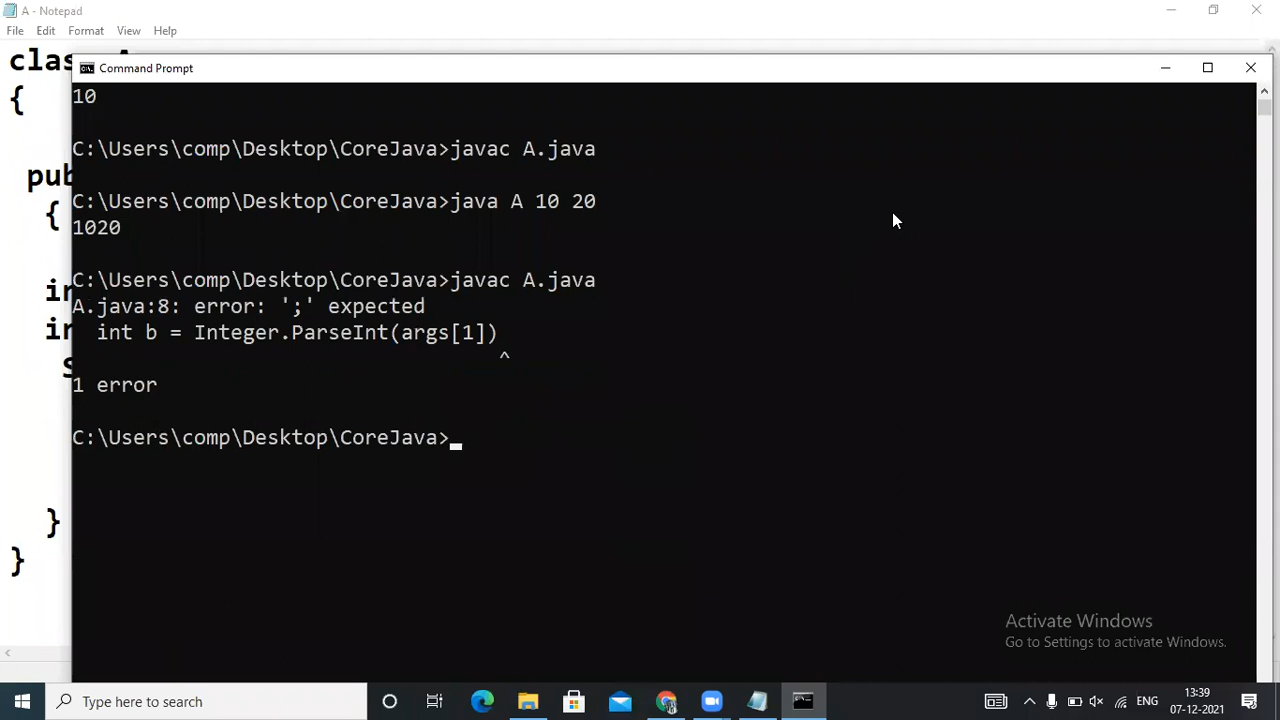 A - Notepad
File Edit Format View Help
{
{
}
}
Command Prompt
10
C:\Users\comp\Desktop\CoreJava>javac A.java
C:\Users\comp\Desktop\CoreJava>java A 10 20
1020
C:\Users\comp\Desktop\CoreJava>javac A.java
A.java:8: error: ';' expected
int b = Integer.ParseInt(args[1])
^
1 error
C:\Users\comp\Desktop\CoreJava>
Activate Windows
Go to Settings to activate Windows.
Type here to search
ENG
13:39
07-12-2021